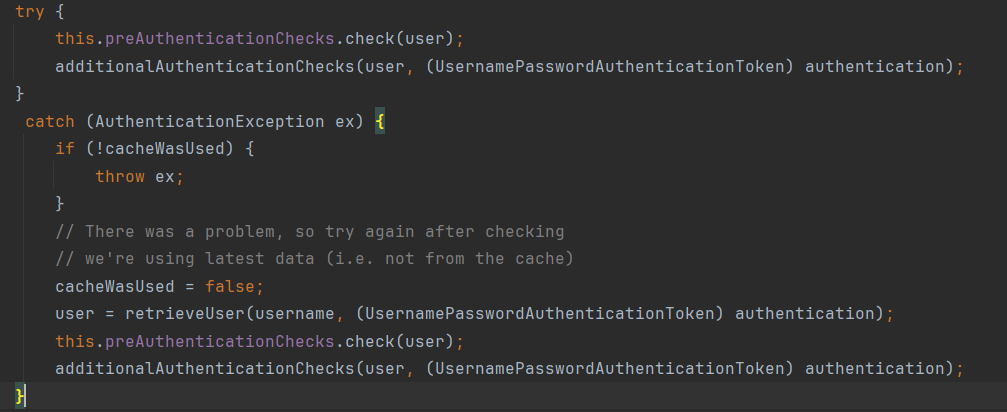 try {
    this.preAuthenticationChecks.check(user);
    additionalAuthenticationChecks(user, (UsernamePasswordAuthenticationToken) authentication);
}
 catch (AuthenticationException ex) {
    if (!cacheWasUsed) {
        throw ex;
    }
    // There was a problem, so try again after checking
    // we're using latest data (i.e. not from the cache)
    cacheWasUsed = false;
    user = retrieveUser(username, (UsernamePasswordAuthenticationToken) authentication);
    this.preAuthenticationChecks.check(user);
    additionalAuthenticationChecks(user, (UsernamePasswordAuthenticationToken) authentication);
}